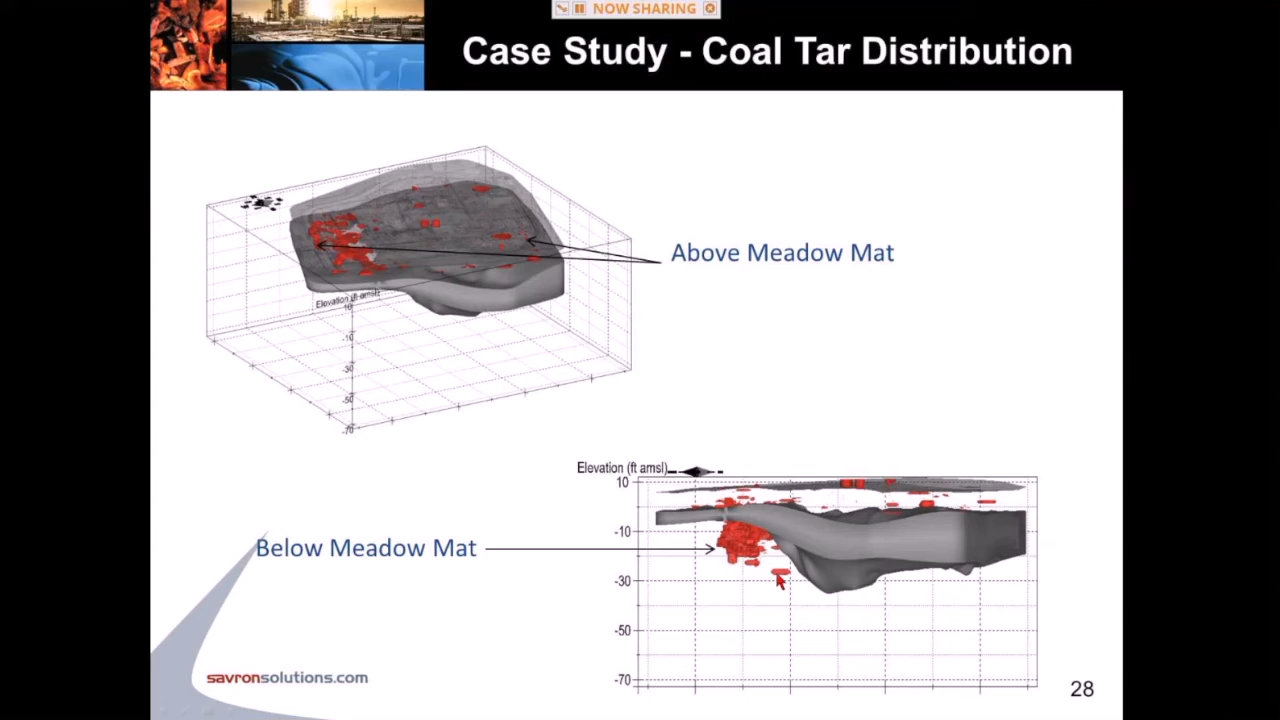 NOW SHARING
Case Study - Coal Tar Distribution
Above Meadow Mat
Elevation (ft amsl)
10
-10
-30
-50
-70
Elevation (ft amsl)
10
-10
-30
-50
-70
Below Meadow Mat
savronsolutions.com
28